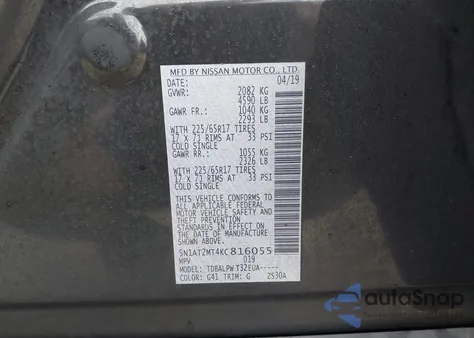 MFD BY NISSAN MOTOR CO., LTD.
DATE: 04/19
GVWR: 2082 KG
4590 LB
GAWR FR.: 1040 KG
2293 LB
WITH 225/65R17 TIRES
17 X 7J RIMS AT 33 PSI
COLD SINGLE
GAWR RR.: 1055 KG
2326 LB
WITH 225/65R17 TIRES
17 X 7J RIMS AT 33 PSI
COLD SINGLE
THIS VEHICLE CONFORMS TO
ALL APPLICABLE FEDERAL
MOTOR VEHICLE SAFETY AND
THEFT PREVENTION
STANDARDS IN EFFECT ON
THE DATE OF MANUFACTURE
SHOWN ABOVE.
5N1AT2MT4KC816055
MPV 019
MODEL: TDBALPW T32EUA-----
COLOR: G41 TRIM: G ZS30A
autoSnap